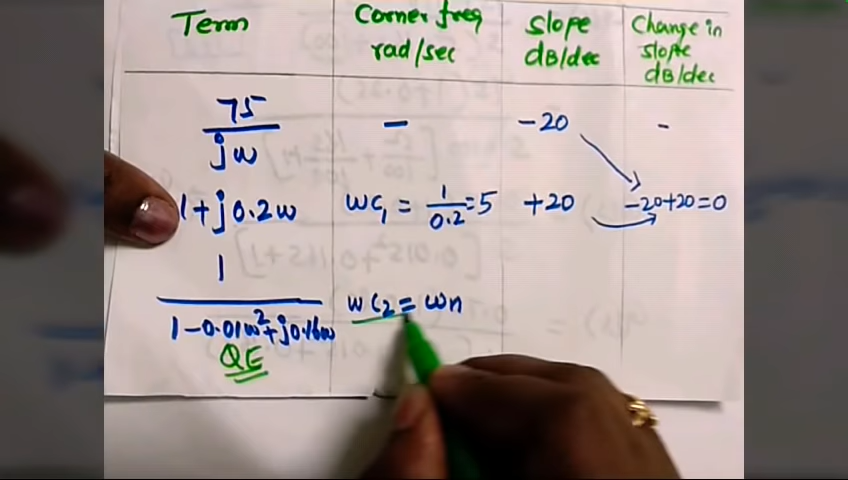 Term Corner freq rad/sec slope dB/dec Change in slope dB/dec
75/jω – -20 -
1+j0.2ω ωc1 = 1/0.2 = 5 +20 -20+20=0
1/1-0.01ω²+j0.16ω ωc2 = ωn
QE